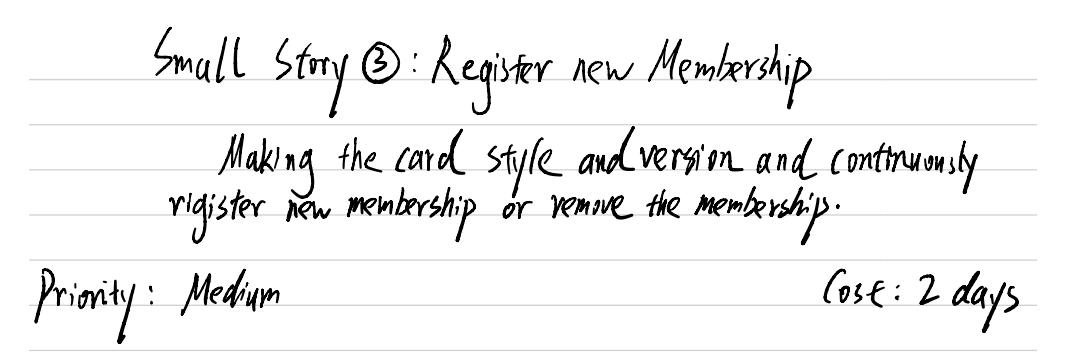 Small Story ③: Register new Membership
Making the card style and version and continuously
rigister new membership or remove the membership.
Priority: Medium Cost: 2 days